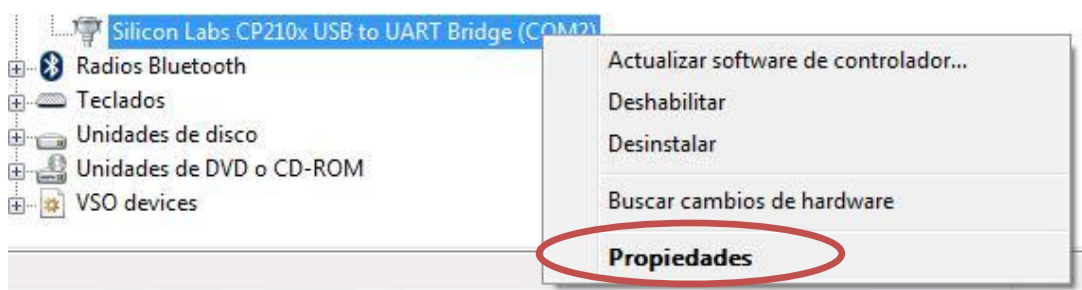 Silicon Labs CP210x USB to UART Bridge (COM2)
Radios Bluetooth
Teclados
Unidades de disco
Unidades de DVD o CD-ROM
VSO devices
Actualizar software de controlador...
Deshabilitar
Desinstalar
Buscar cambios de hardware
Propiedades